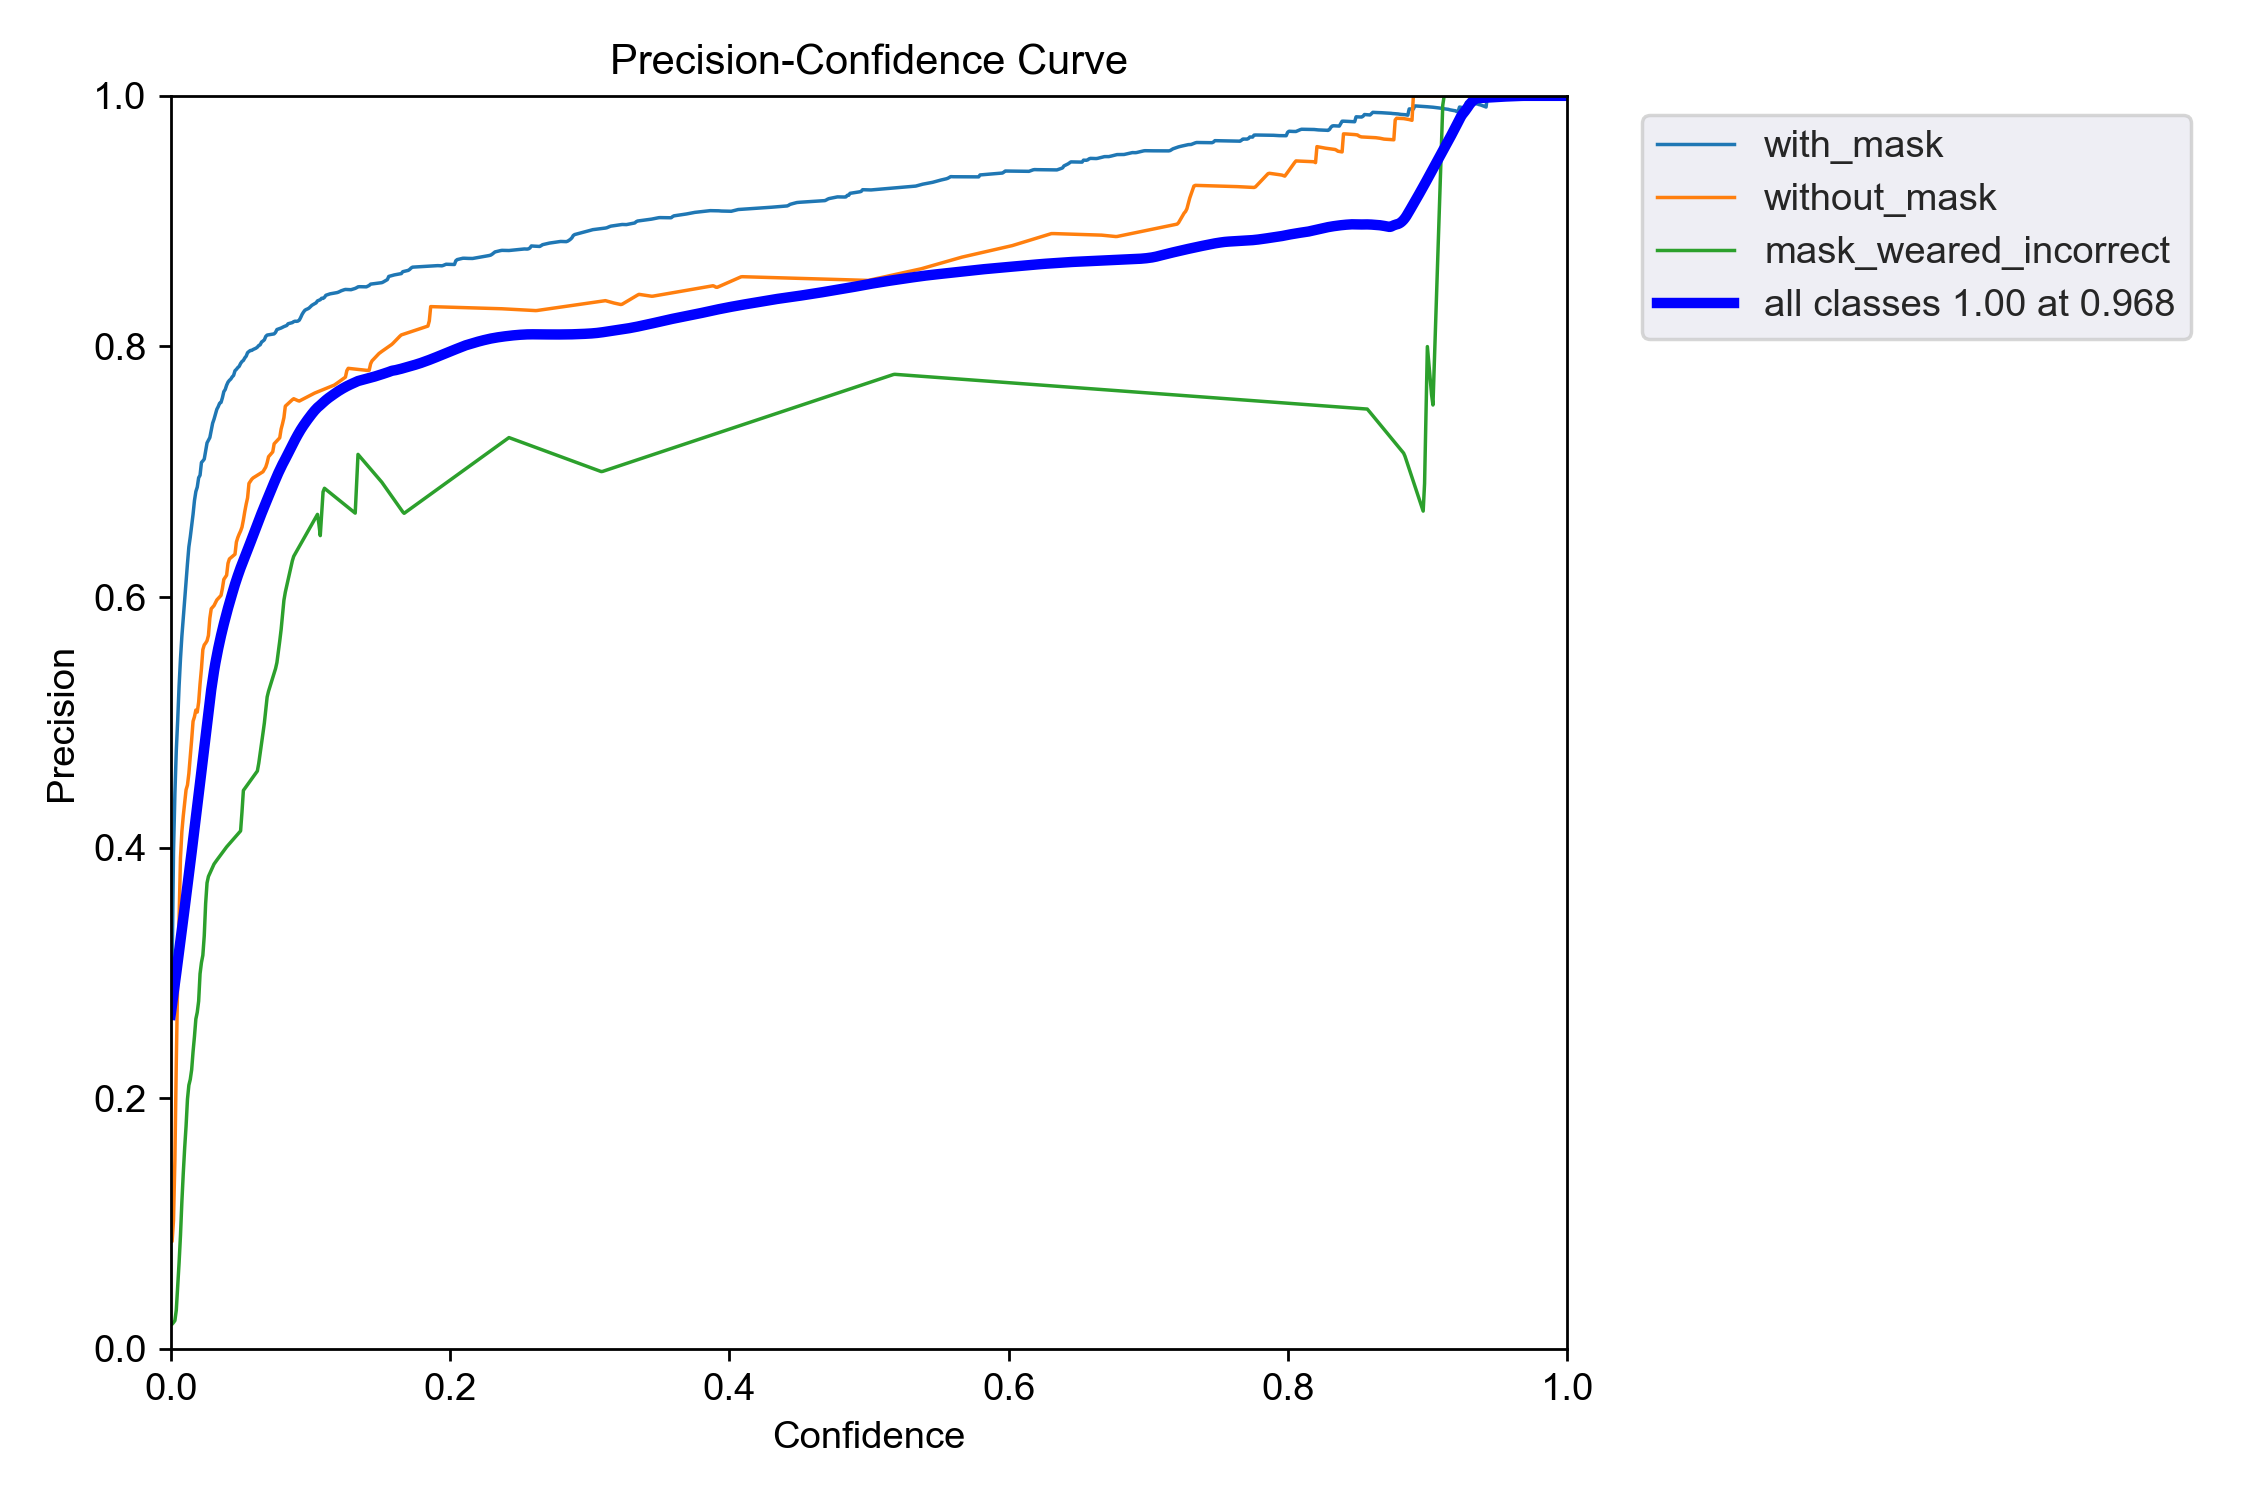 Precision-Confidence Curve
1.0
0.8
0.6
0.4
0.2
0.0
Precision
0.0 0.2 0.4 0.6 0.8 1.0
Confidence
with_mask
without_mask
mask_weared_incorrect
all classes 1.00 at 0.968